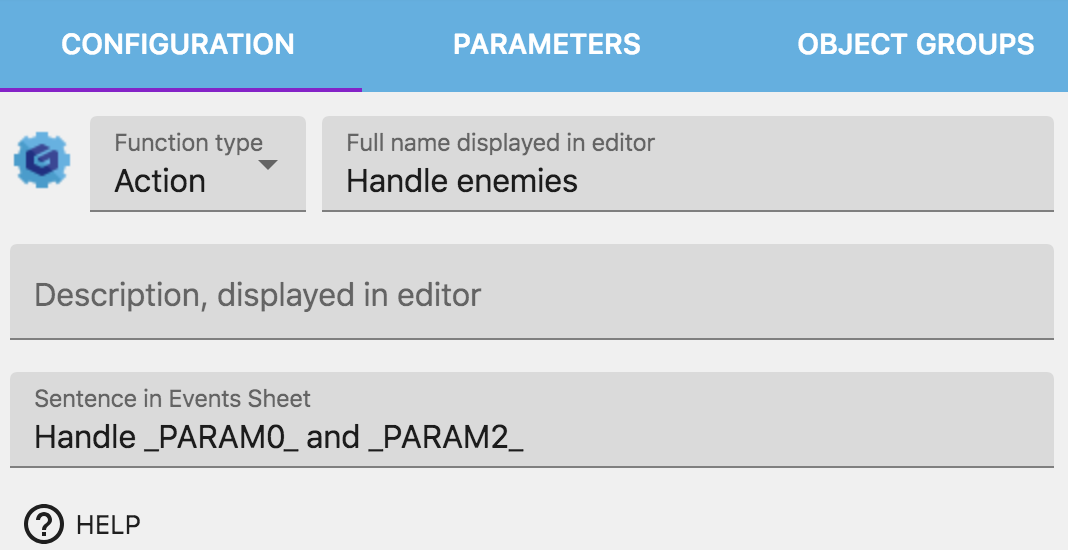 CONFIGURATION PARAMETERS OBJECT GROUPS
Function type
Action
Full name displayed in editor
Handle enemies
Description, displayed in editor
Sentence in Events Sheet
Handle _PARAM0_ and _PARAM2_
HELP